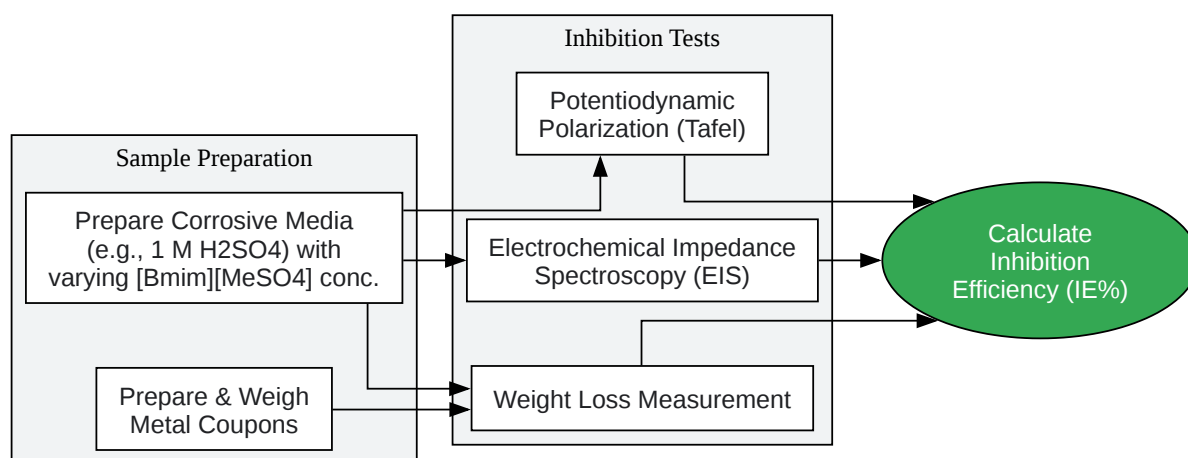 Sample Preparation
Prepare Corrosive Media
(e.g., 1 M H2SO4) with
varying [Bmim][MeSO4] conc.
Prepare & Weigh
Metal Coupons
Inhibition Tests
Potentiodynamic
Polarization (Tafel)
Electrochemical Impedance
Spectroscopy (EIS)
Weight Loss Measurement
Calculate
Inhibition
Efficiency (IE%)